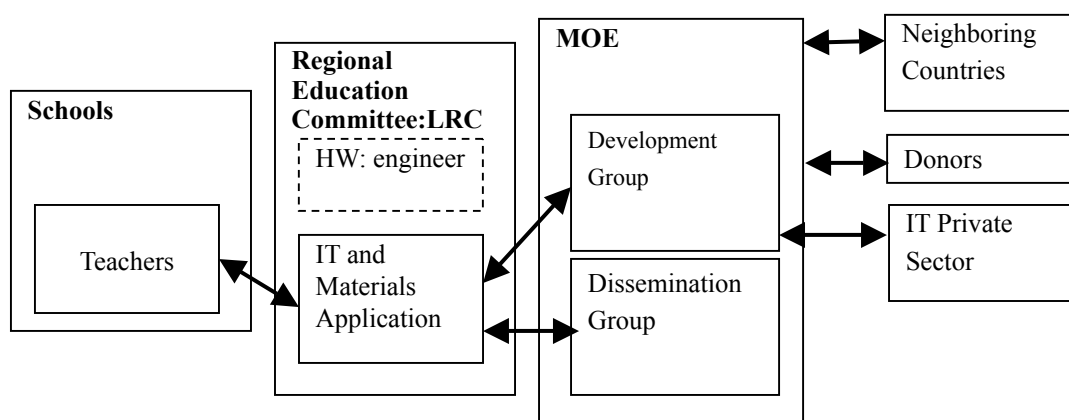 Schools
Teachers
Regional
Education
Committee:LRC
HW: engineer
IT and
Materials
Application
MOE
Development
Group
Dissemination
Group
Neighboring
Countries
Donors
IT Private
Sector